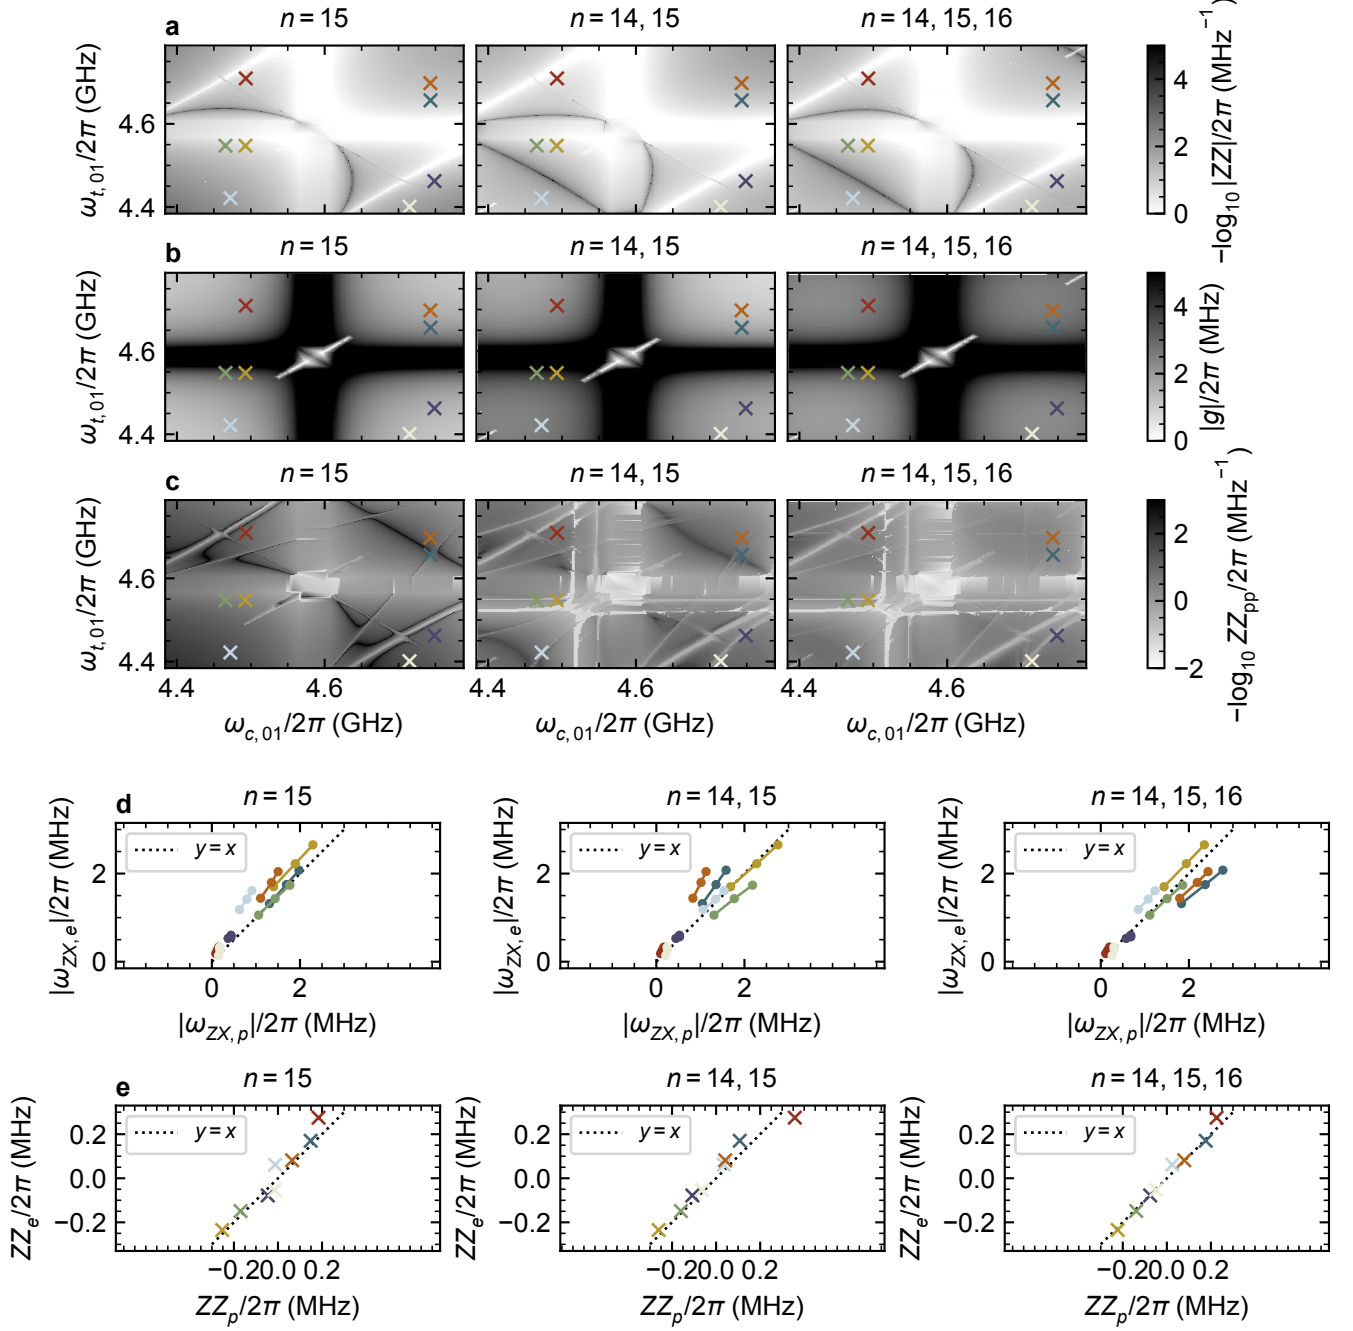 a
n = 15
n = 14, 15
n = 14, 15, 16
ω_{t,01}/2π (GHz)
4.6
4.4
4
2
0
−log₁₀ |ZZ|/2π (MHz⁻¹)
b
n = 15
n = 14, 15
n = 14, 15, 16
ω_{t,01}/2π (GHz)
4.6
4.4
4
2
0
|g|/2π (MHz)
c
n = 15
n = 14, 15
n = 14, 15, 16
ω_{t,01}/2π (GHz)
4.6
4.4
2
0
−2
−log₁₀ ZZ_{pp}/2π (MHz⁻¹)
4.4 4.6 4.4 4.6 4.4 4.6
ω_{c,01}/2π (GHz)
ω_{c,01}/2π (GHz)
ω_{c,01}/2π (GHz)
d
n = 15
n = 14, 15
n = 14, 15, 16
|ω_{ZX,e}|/2π (MHz)
2
0
y = x
0 2
|ω_{ZX,p}|/2π (MHz)
|ω_{ZX,e}|/2π (MHz)
2
0
y = x
0 2
|ω_{ZX,p}|/2π (MHz)
|ω_{ZX,e}|/2π (MHz)
2
0
y = x
0 2
|ω_{ZX,p}|/2π (MHz)
e
n = 15
n = 14, 15
n = 14, 15, 16
ZZ_e/2π (MHz)
0.2
0.0
−0.2
y = x
−0.2 0.0 0.2
ZZ_p/2π (MHz)
ZZ_e/2π (MHz)
0.2
0.0
−0.2
y = x
−0.2 0.0 0.2
ZZ_p/2π (MHz)
ZZ_e/2π (MHz)
0.2
0.0
−0.2
y = x
−0.2 0.0 0.2
ZZ_p/2π (MHz)